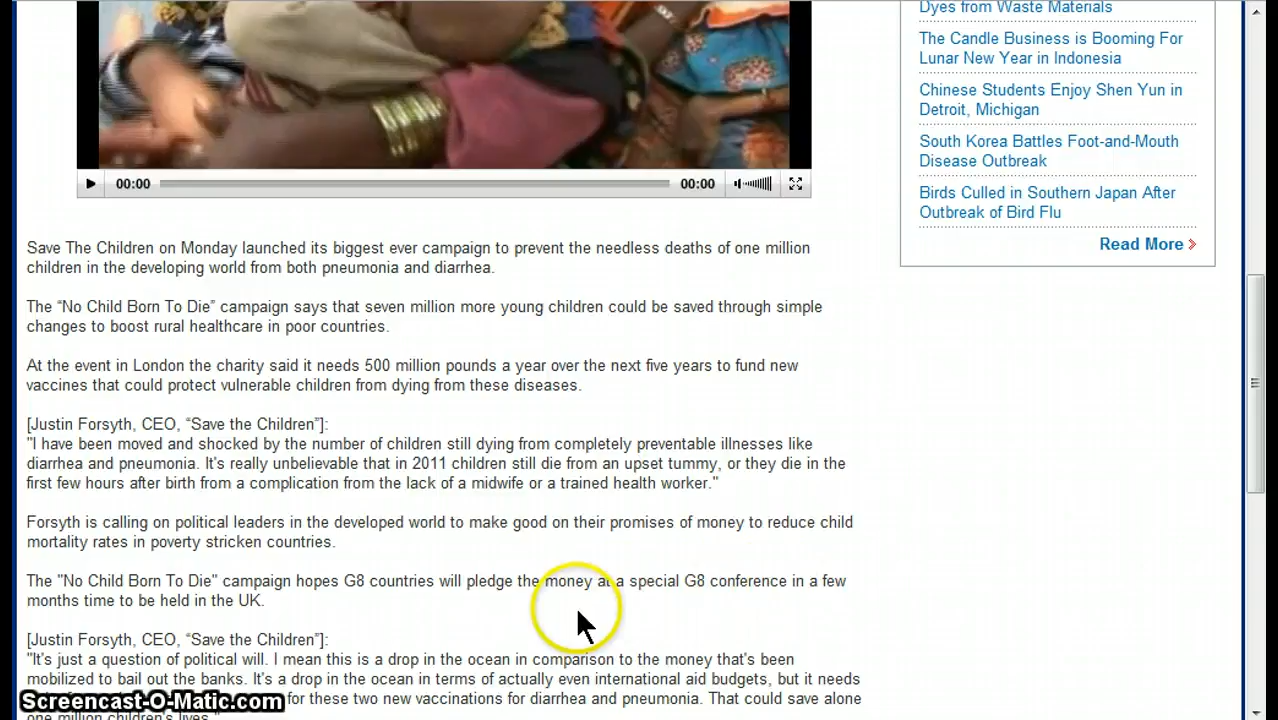 Dyes from Waste Materials
The Candle Business is Booming For
Lunar New Year in Indonesia
Chinese Students Enjoy Shen Yun in
Detroit, Michigan
South Korea Battles Foot-and-Mouth
Disease Outbreak
Birds Culled in Southern Japan After
Outbreak of Bird Flu
Read More
00:00 00:00
Save The Children on Monday launched its biggest ever campaign to prevent the needless deaths of one million
children in the developing world from both pneumonia and diarrhea.
The “No Child Born To Die” campaign says that seven million more young children could be saved through simple
changes to boost rural healthcare in poor countries.
At the event in London the charity said it needs 500 million pounds a year over the next five years to fund new
vaccines that could protect vulnerable children from dying from these diseases.
[Justin Forsyth, CEO, “Save the Children”]:
"I have been moved and shocked by the number of children still dying from completely preventable illnesses like
diarrhea and pneumonia. It's really unbelievable that in 2011 children still die from an upset tummy, or they die in the
first few hours after birth from a complication from the lack of a midwife or a trained health worker."
Forsyth is calling on political leaders in the developed world to make good on their promises of money to reduce child
mortality rates in poverty stricken countries.
The "No Child Born To Die" campaign hopes G8 countries will pledge the money at a special G8 conference in a few
months time to be held in the UK.
[Justin Forsyth, CEO, “Save the Children”]:
"It's just a question of political will. I mean this is a drop in the ocean in comparison to the money that's been
mobilized to bail out the banks. It's a drop in the ocean in terms of actually even international aid budgets, but it needs
for these two new vaccinations for diarrhea and pneumonia. That could save alone
one million children's lives."
Screencast-O-Matic.com